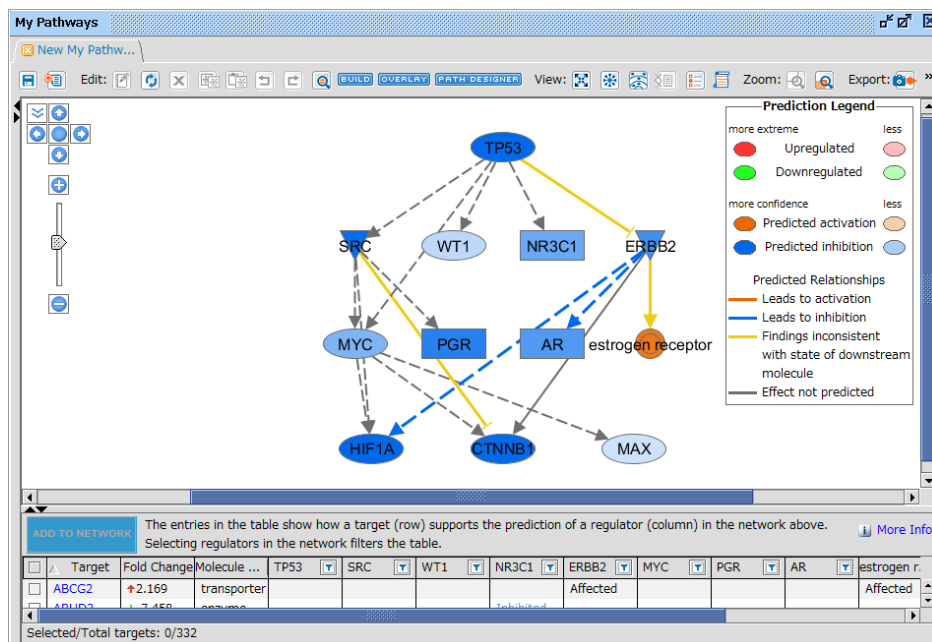 My Pathways
New My Pathw...
Edit: BUILD OVERLAY PATH DESIGNER View: Zoom: Export: »
Prediction Legend
more extreme less
Upregulated
Downregulated
more confidence less
Predicted activation
Predicted inhibition
Predicted Relationships
Leads to activation
Leads to inhibition
Findings inconsistent
with state of downstream
molecule
Effect not predicted
TP53
SRC WT1 NR3C1 ERBB2
MYC PGR AR estrogen receptor
HIF1A CTNNB1 MAX
ADD TO NETWORK
The entries in the table show how a target (row) supports the prediction of a regulator (column) in the network above.
Selecting regulators in the network filters the table.
More Info
Target Fold Change Molecule ... TP53 SRC WT1 NR3C1 ERBB2 MYC PGR AR estrogen r.
ABCG2 2.169 transporter Affected Affected
Selected/Total targets: 0/332